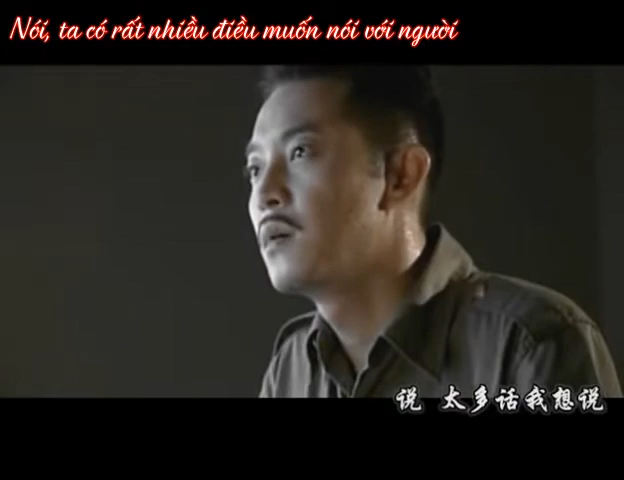 Nói, ta có rất nhiều điều muốn nói với người
说 太多话我想说